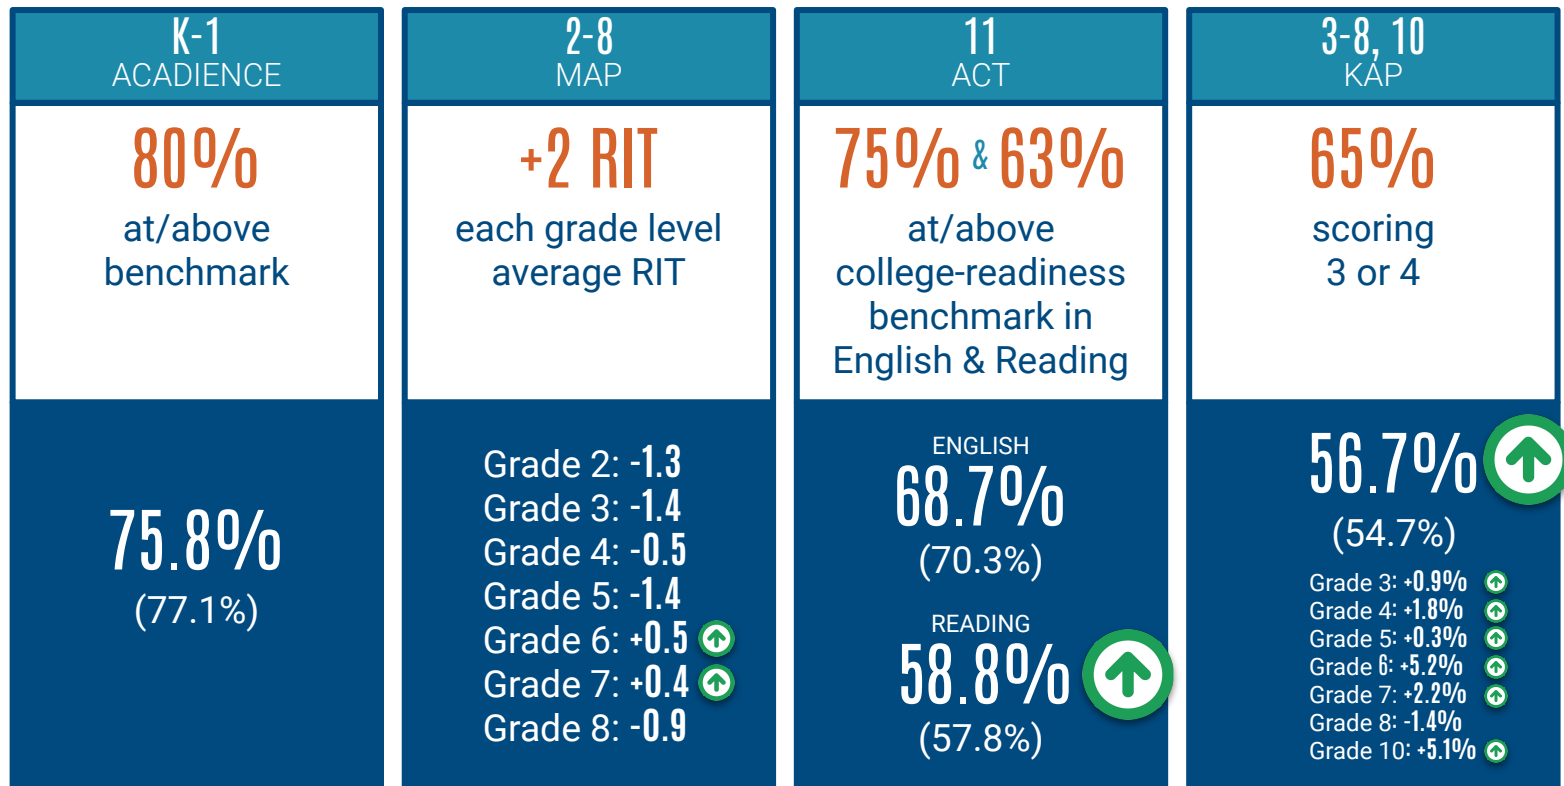 K-1
ACADIENCE
80%
at/above
benchmark
75.8%
(77.1%)
2-8
MAP
+2 RIT
each grade level
average RIT
Grade 2: -1.3
Grade 3: -1.4
Grade 4: -0.5
Grade 5: -1.4
Grade 6: +0.5
Grade 7: +0.4
Grade 8: -0.9
11
ACT
75% & 63%
at/above
college-readiness
benchmark in
English & Reading
ENGLISH
68.7%
(70.3%)
READING
58.8%
(57.8%)
3-8, 10
KAP
65%
scoring
3 or 4
56.7%
(54.7%)
Grade 3: +0.9%
Grade 4: +1.8%
Grade 5: +0.3%
Grade 6: +5.2%
Grade 7: +2.2%
Grade 8: -1.4%
Grade 10: +5.1%